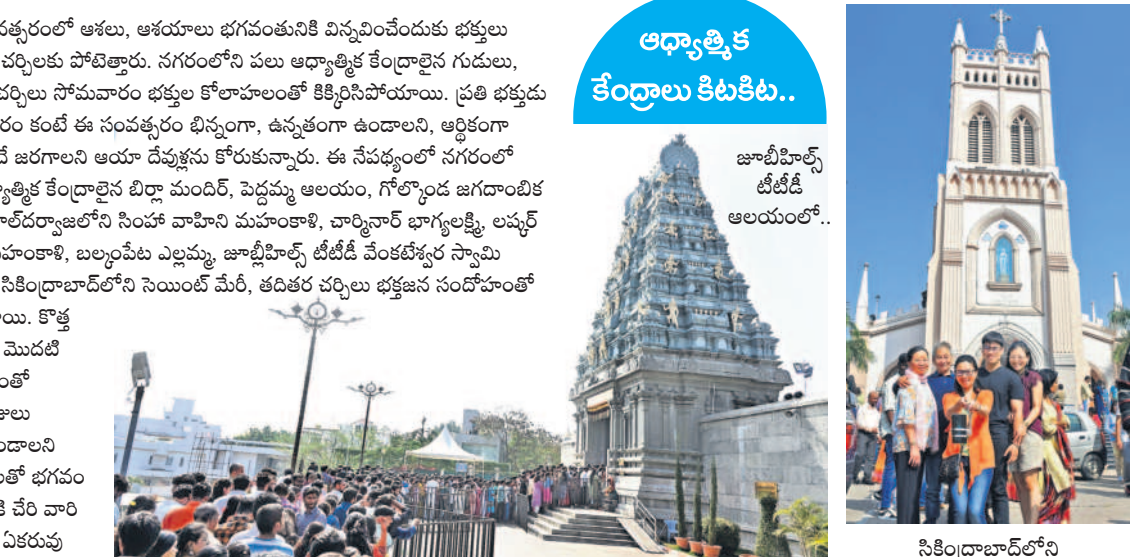 వత్సరంలో ఆశలు, ఆశయాలు భగవంతునికి విన్నవించేందుకు భక్తులు
చర్చిలకు పోటెత్తారు. నగరంలోని పలు ఆధ్యాత్మిక కేంద్రాలైన గుడులు,
చర్చిలు సోమవారం భక్తుల కోలాహలంతో కిక్కిరిసిపోయాయి. ప్రతి భక్తుడు
రం కంటే ఈ సంవత్సరం భిన్నంగా, ఉన్నతంగా ఉండాలని, ఆర్థికంగా
దే జరగాలని ఆయా దేవుళ్లను కోరుకున్నారు. ఈ నేపథ్యంలో నగరంలో
్యాత్మిక కేంద్రాలైన బిర్లా మందిర్, పెద్దమ్మ ఆలయం, గోల్కొండ జగదాంబిక
ాల్‌దర్వాజలోని సింహా వాహిని మహంకాళి, చార్మినార్ భాగ్యలక్ష్మి, లష్కర్
హంకాళి, బల్కంపేట ఎల్లమ్మ, జూబ్లీహిల్స్ టీటీడీ వేంకటేశ్వర స్వామి
సికింద్రాబాద్‌లోని సెయింట్ మేరీ, తదితర చర్చిలు భక్తజన సందోహంతో
ాయి. కొత్త
మొదటి
ంతో
జులు
ండాలని
లతో భగవం
కి చేరి వారి
ఏకరువు
ఆధ్యాత్మిక
కేంద్రాలు కిటకిట..
జూబీహిల్స్
టీటీడీ
ఆలయంలో..
సికింద్రాబాద్‌లోని